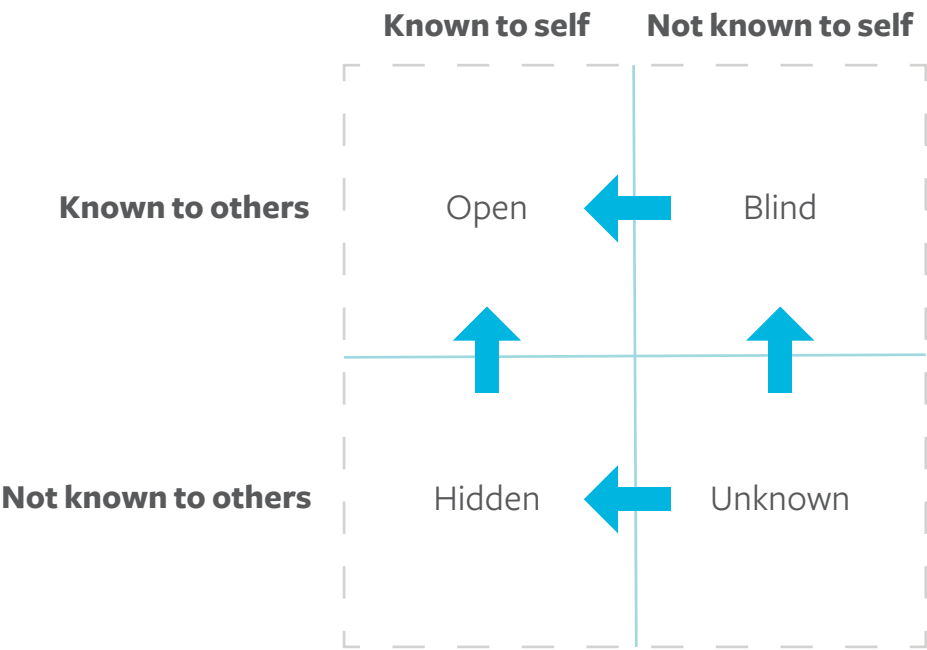 Known to self Not known to self
Known to others Open Blind
Not known to others Hidden Unknown